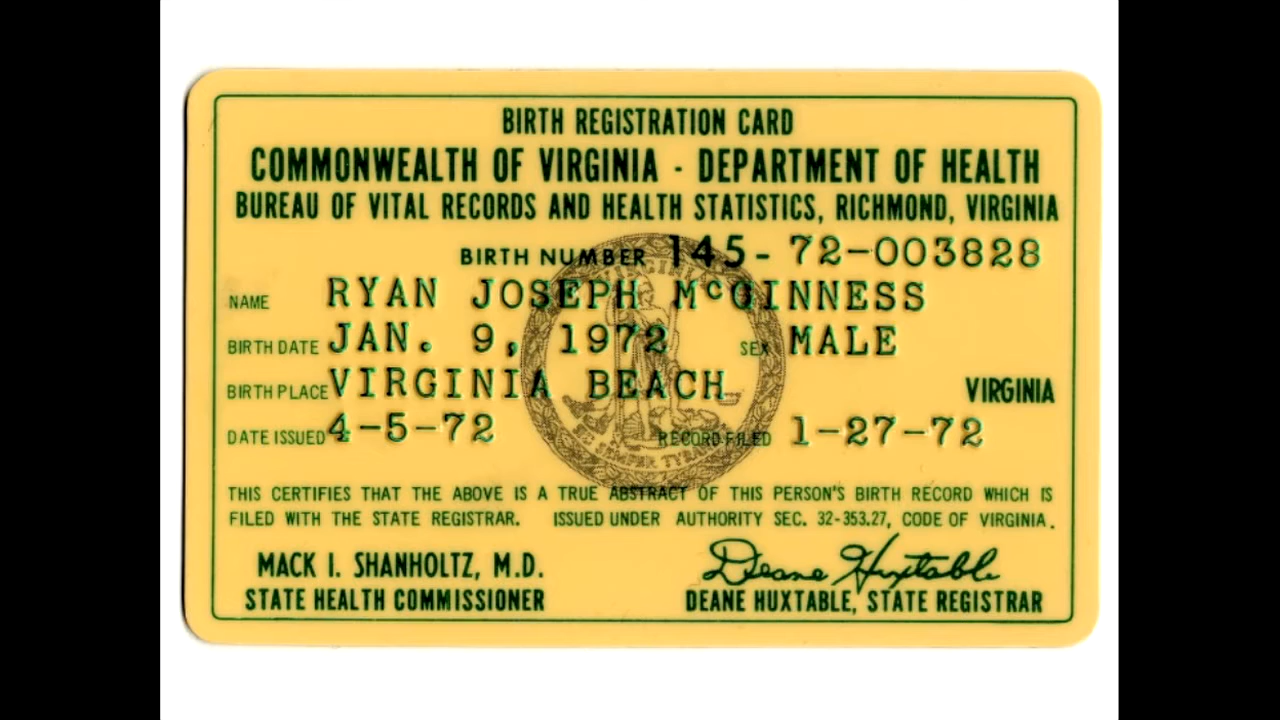 BIRTH REGISTRATION CARD
COMMONWEALTH OF VIRGINIA - DEPARTMENT OF HEALTH
BUREAU OF VITAL RECORDS AND HEALTH STATISTICS, RICHMOND, VIRGINIA
BIRTH NUMBER 145- 72-003828
NAME RYAN JOSEPH McGINNESS
BIRTH DATE JAN. 9, 1972 SEX MALE
BIRTH PLACE VIRGINIA BEACH VIRGINIA
DATE ISSUED 4-5-72 RECORD FILED 1-27-72
THIS CERTIFIES THAT THE ABOVE IS A TRUE ABSTRACT OF THIS PERSON'S BIRTH RECORD WHICH IS
FILED WITH THE STATE REGISTRAR. ISSUED UNDER AUTHORITY SEC. 32-353.27, CODE OF VIRGINIA.
Deane Huxtable
MACK I. SHANHOLTZ, M.D.
STATE HEALTH COMMISSIONER DEANE HUXTABLE, STATE REGISTRAR
VIRGINIA
SEMPER